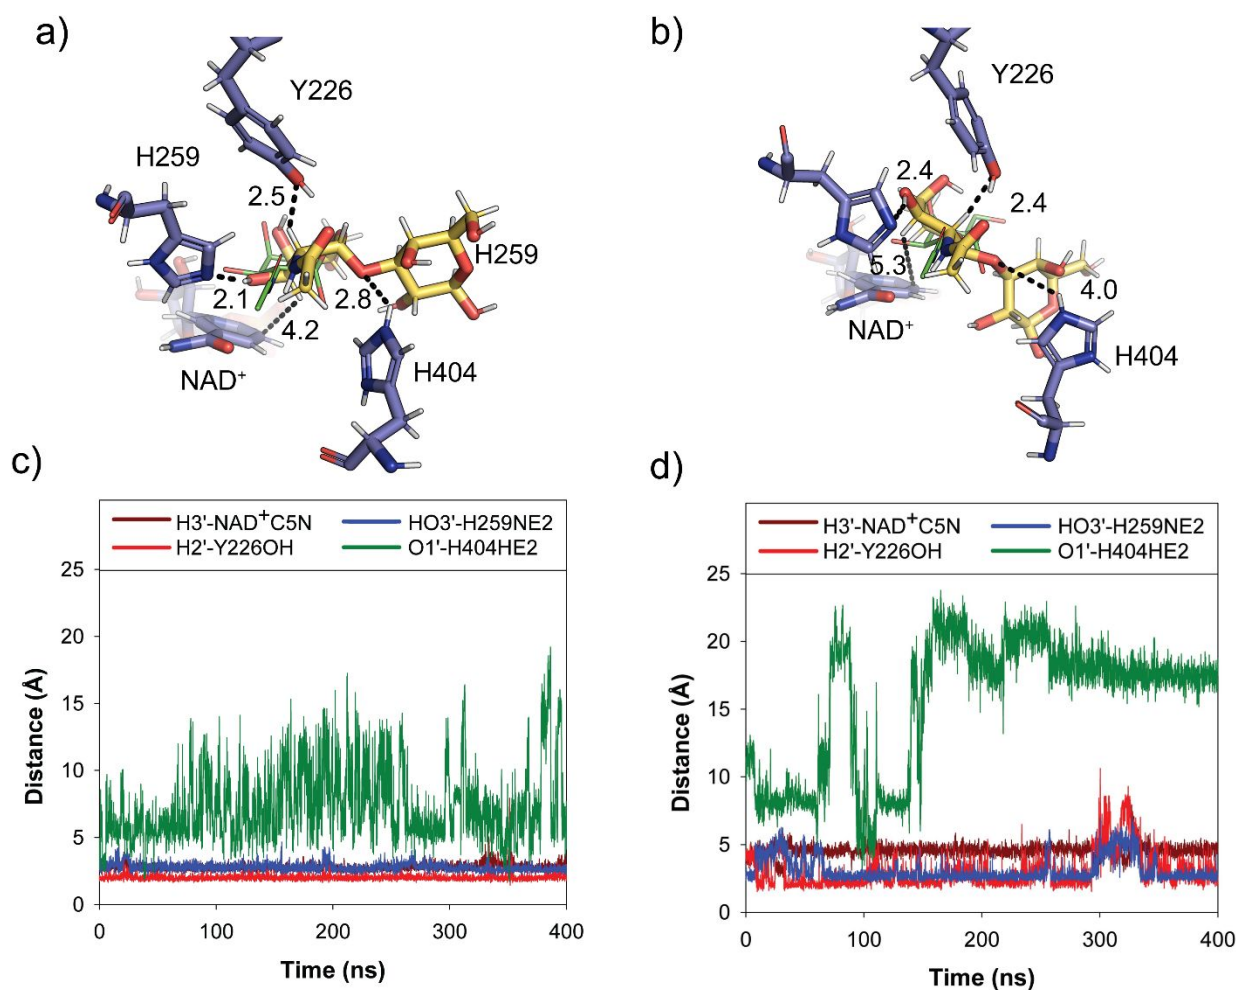 a)
Y226
H259
2.5
H259
2.1
2.8
4.2
NAD⁺
H404
b)
Y226
2.4
2.4
5.3
4.0
NAD⁺
H404
c)
H3'-NAD⁺C5N HO3'-H259NE2
H2'-Y226OH O1'-H404HE2
25
20
15
10
5
0
Distance (Å)
0 100 200 300 400
Time (ns)
d)
H3'-NAD⁺C5N HO3'-H259NE2
H2'-Y226OH O1'-H404HE2
25
20
15
10
5
0
Distance (Å)
0 100 200 300 400
Time (ns)